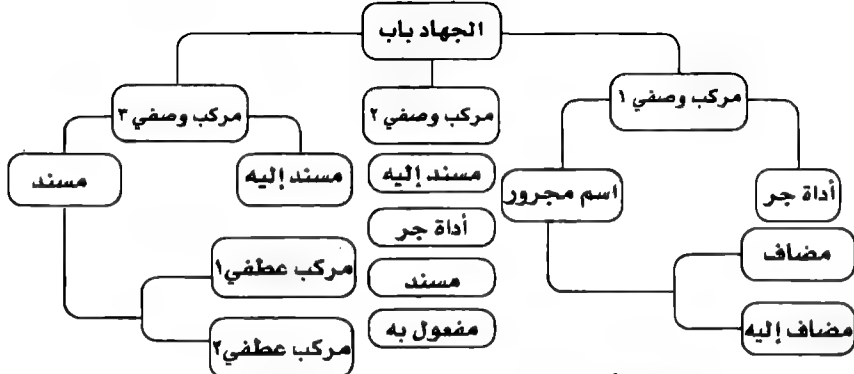 الجهاد باب
مركب وصفي ١
مركب وصفي ٢
مركب وصفي ٣
أداة جر
اسم مجرور
مسند إليه
مسند إليه
مسند
مضاف
أداة جر
مركب عطفي١
مسند
مضاف إليه
مفعول به
مركب عطفي٢